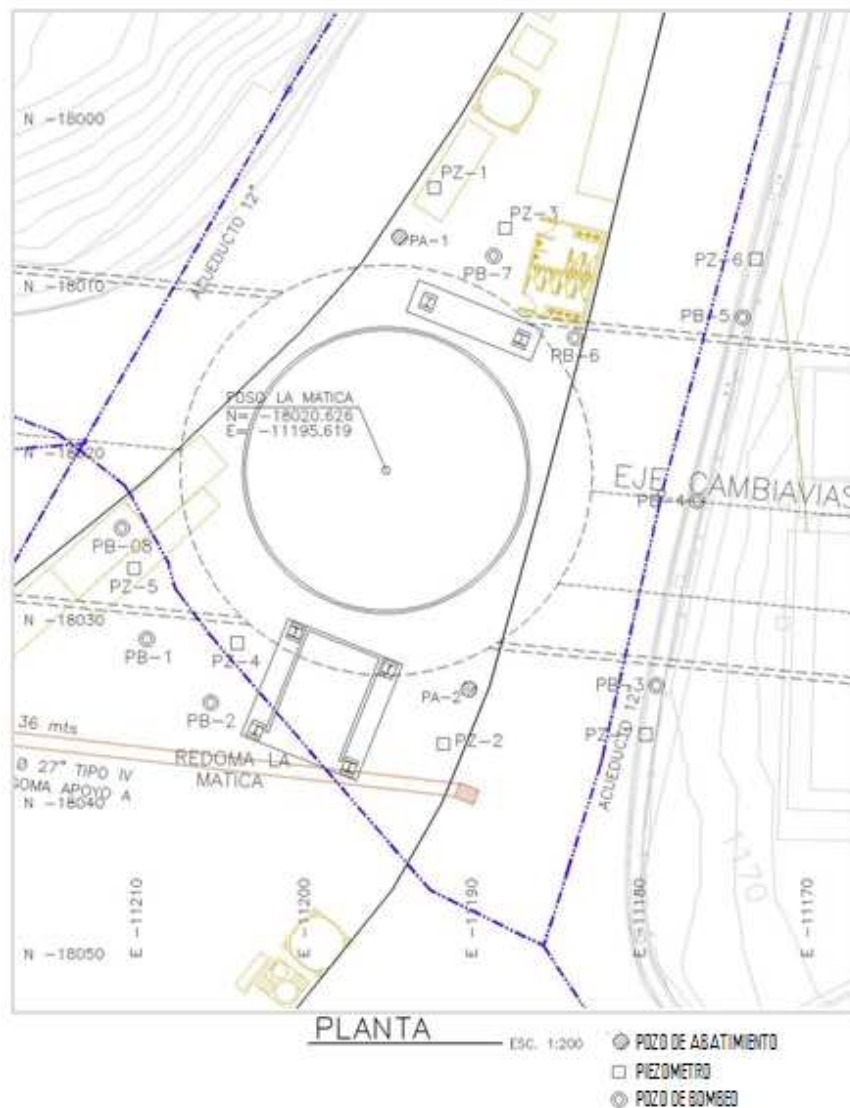 N -18000
PZ-1
PZ-3
PA-1
PB-7
PZ-6
ACUEDUCTO 12"
N -18010
PB-5
PB-6
FOSO LA MATICA
N= -18020.626
E= -11195.619
N -18020
EJE CAMBIAVIAS
PB-4
PB-08
PZ-5
N -18030
PB-1
PZ-4
PB-2
PA-2
PB-3
36 mts
REDOMA LA
MATICA
PZ-2
Ø 27" TIPO IV
GOMA APOYO A
N -18040
ACUEDUCTO 12"
1170
E -11210
E -11200
E -11190
E -11180
E -11170
N -18050
PLANTA
ESC. 1:200
POZO DE ABATIMIENTO
PIEZOMETRO
POZO DE BOMBEO